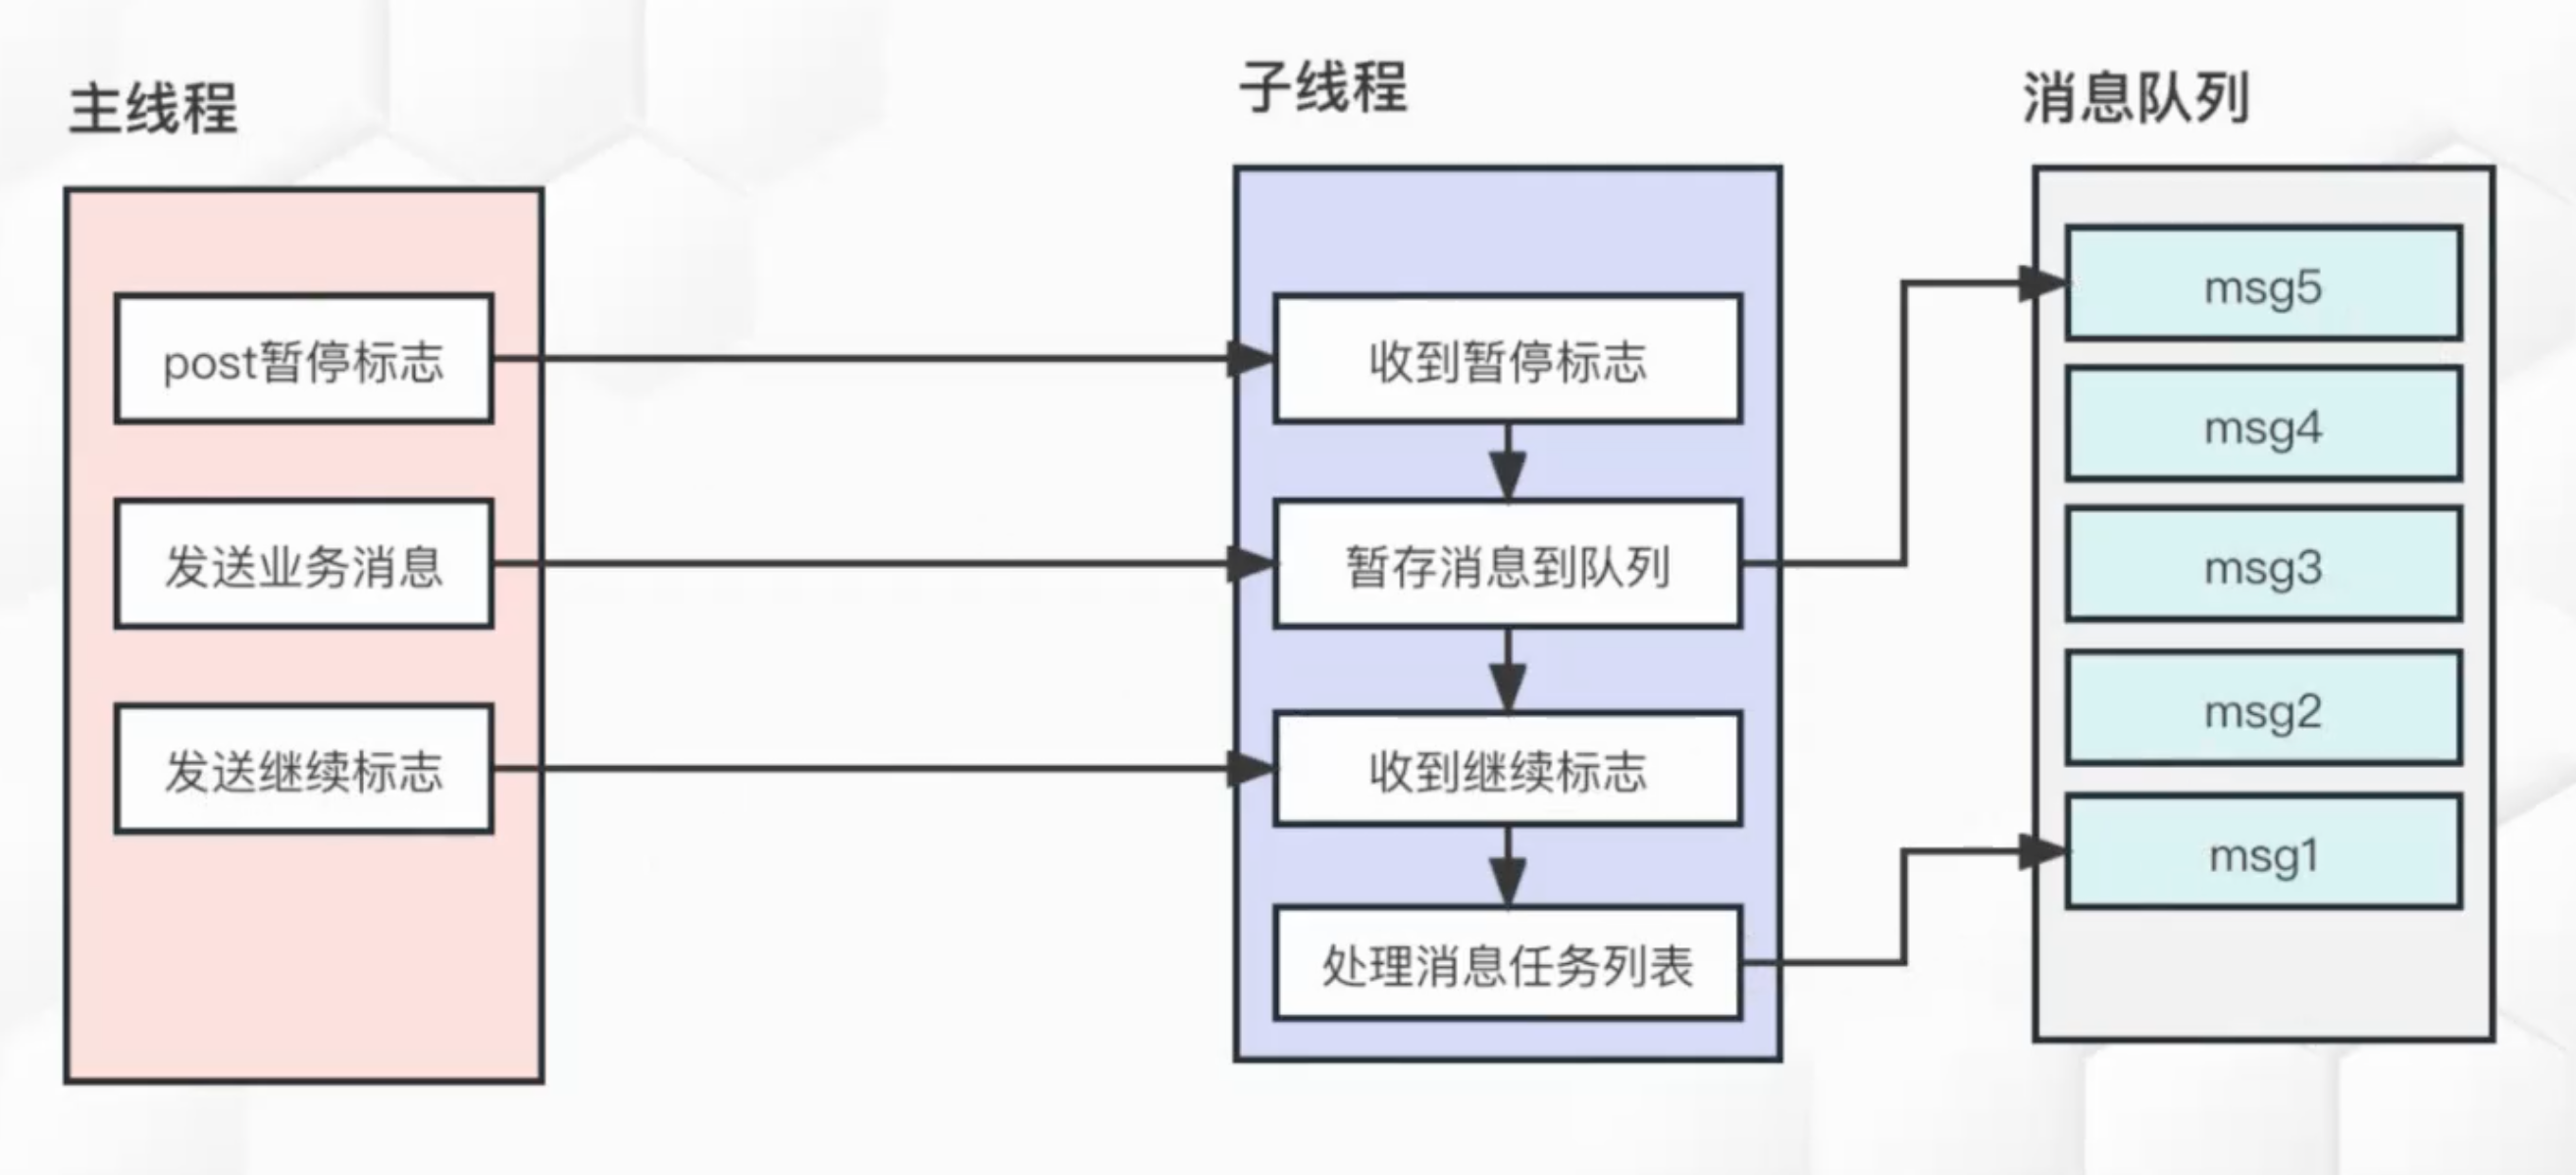 主线程
post暂停标志
发送业务消息
发送继续标志
子线程
收到暂停标志
暂存消息到队列
收到继续标志
处理消息任务列表
消息队列
msg5
msg4
msg3
msg2
msg1